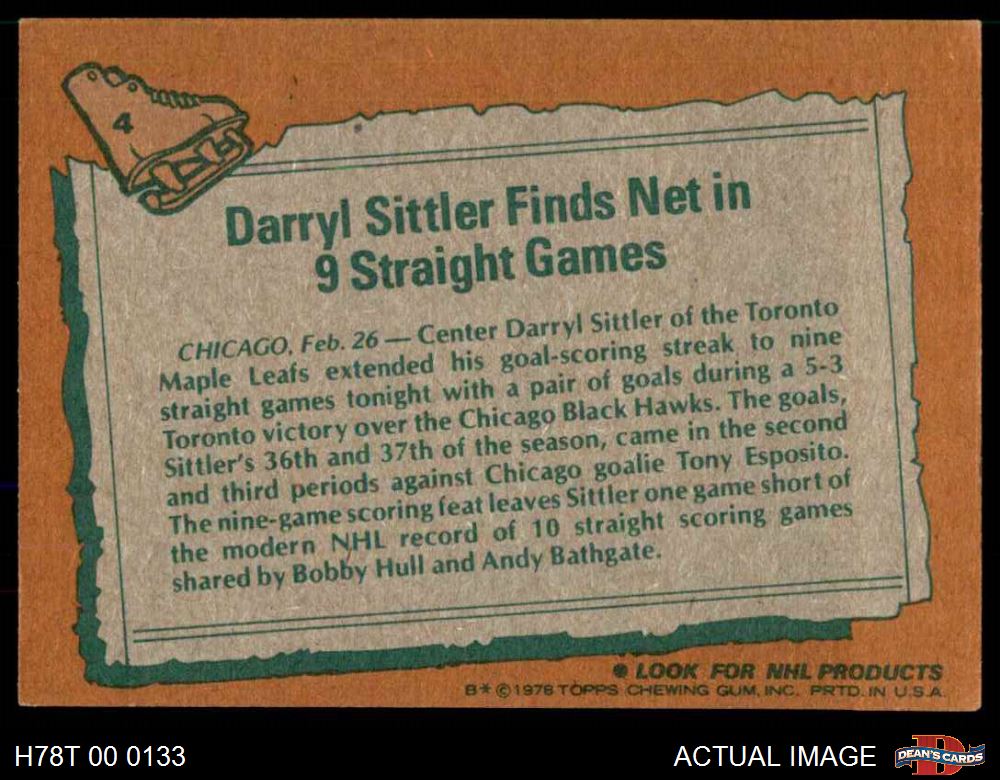 4
Darryl Sittler Finds Net in
9 Straight Games
CHICAGO, Feb. 26 — Center Darryl Sittler of the Toronto
Maple Leafs extended his goal-scoring streak to nine
straight games tonight with a pair of goals during a 5-3
Toronto victory over the Chicago Black Hawks. The goals,
Sittler's 36th and 37th of the season, came in the second
and third periods against Chicago goalie Tony Esposito.
The nine-game scoring feat leaves Sittler one game short of
the modern NHL record of 10 straight scoring games
shared by Bobby Hull and Andy Bathgate.
● LOOK FOR NHL PRODUCTS
B* © 1978 TOPPS CHEWING GUM, INC. PRTD. IN U.S.A.
H78T 00 0133
ACTUAL IMAGE
D
DEAN'S CARDS